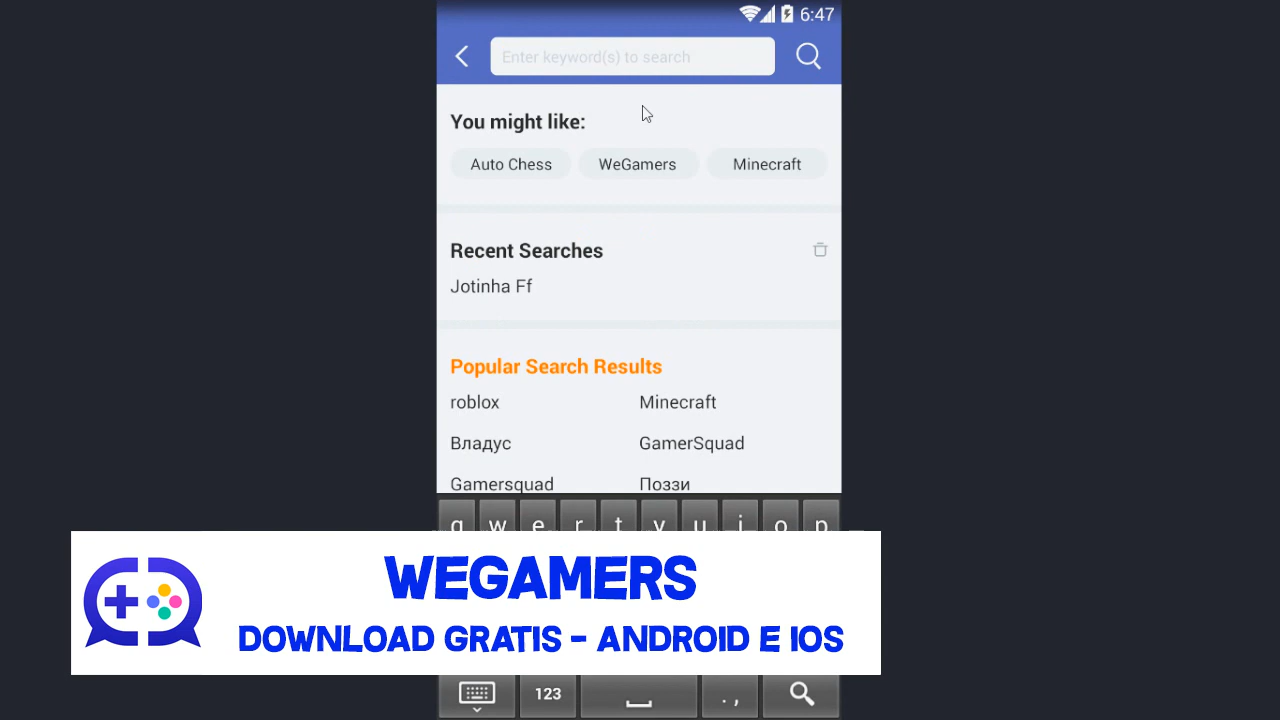 6:47
Enter keyword(s) to search
You might like:
Auto Chess WeGamers Minecraft
Recent Searches
Jotinha Ff
Popular Search Results
roblox Minecraft
Владус GamerSquad
Gamersquad Поззи
q w e r t y u i o p
WEGAMERS
DOWNLOAD GRATIS - ANDROID E IOS
123 . ,